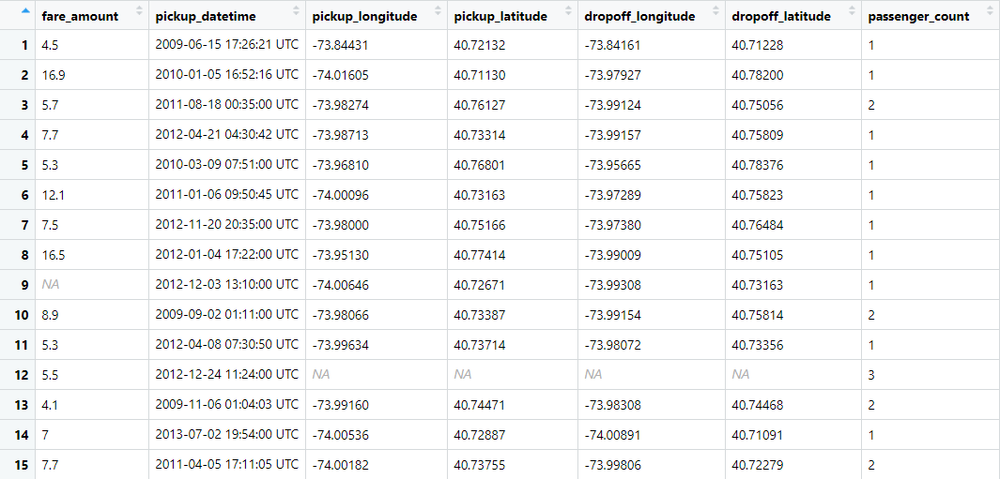 fare_amount pickup_datetime pickup_longitude pickup_latitude dropoff_longitude dropoff_latitude passenger_count
1 4.5 2009-06-15 17:26:21 UTC -73.84431 40.72132 -73.84161 40.71228 1
2 16.9 2010-01-05 16:52:16 UTC -74.01605 40.71130 -73.97927 40.78200 1
3 5.7 2011-08-18 00:35:00 UTC -73.98274 40.76127 -73.99124 40.75056 2
4 7.7 2012-04-21 04:30:42 UTC -73.98713 40.73314 -73.99157 40.75809 1
5 5.3 2010-03-09 07:51:00 UTC -73.96810 40.76801 -73.95665 40.78376 1
6 12.1 2011-01-06 09:50:45 UTC -74.00096 40.73163 -73.97289 40.75823 1
7 7.5 2012-11-20 20:35:00 UTC -73.98000 40.75166 -73.97380 40.76484 1
8 16.5 2012-01-04 17:22:00 UTC -73.95130 40.77414 -73.99009 40.75105 1
9 NA 2012-12-03 13:10:00 UTC -74.00646 40.72671 -73.99308 40.73163 1
10 8.9 2009-09-02 01:11:00 UTC -73.98066 40.73387 -73.99154 40.75814 2
11 5.3 2012-04-08 07:30:50 UTC -73.99634 40.73714 -73.98072 40.73356 1
12 5.5 2012-12-24 11:24:00 UTC NA NA NA NA 3
13 4.1 2009-11-06 01:04:03 UTC -73.99160 40.74471 -73.98308 40.74468 2
14 7 2013-07-02 19:54:00 UTC -74.00536 40.72887 -74.00891 40.71091 1
15 7.7 2011-04-05 17:11:05 UTC -74.00182 40.73755 -73.99806 40.72279 2